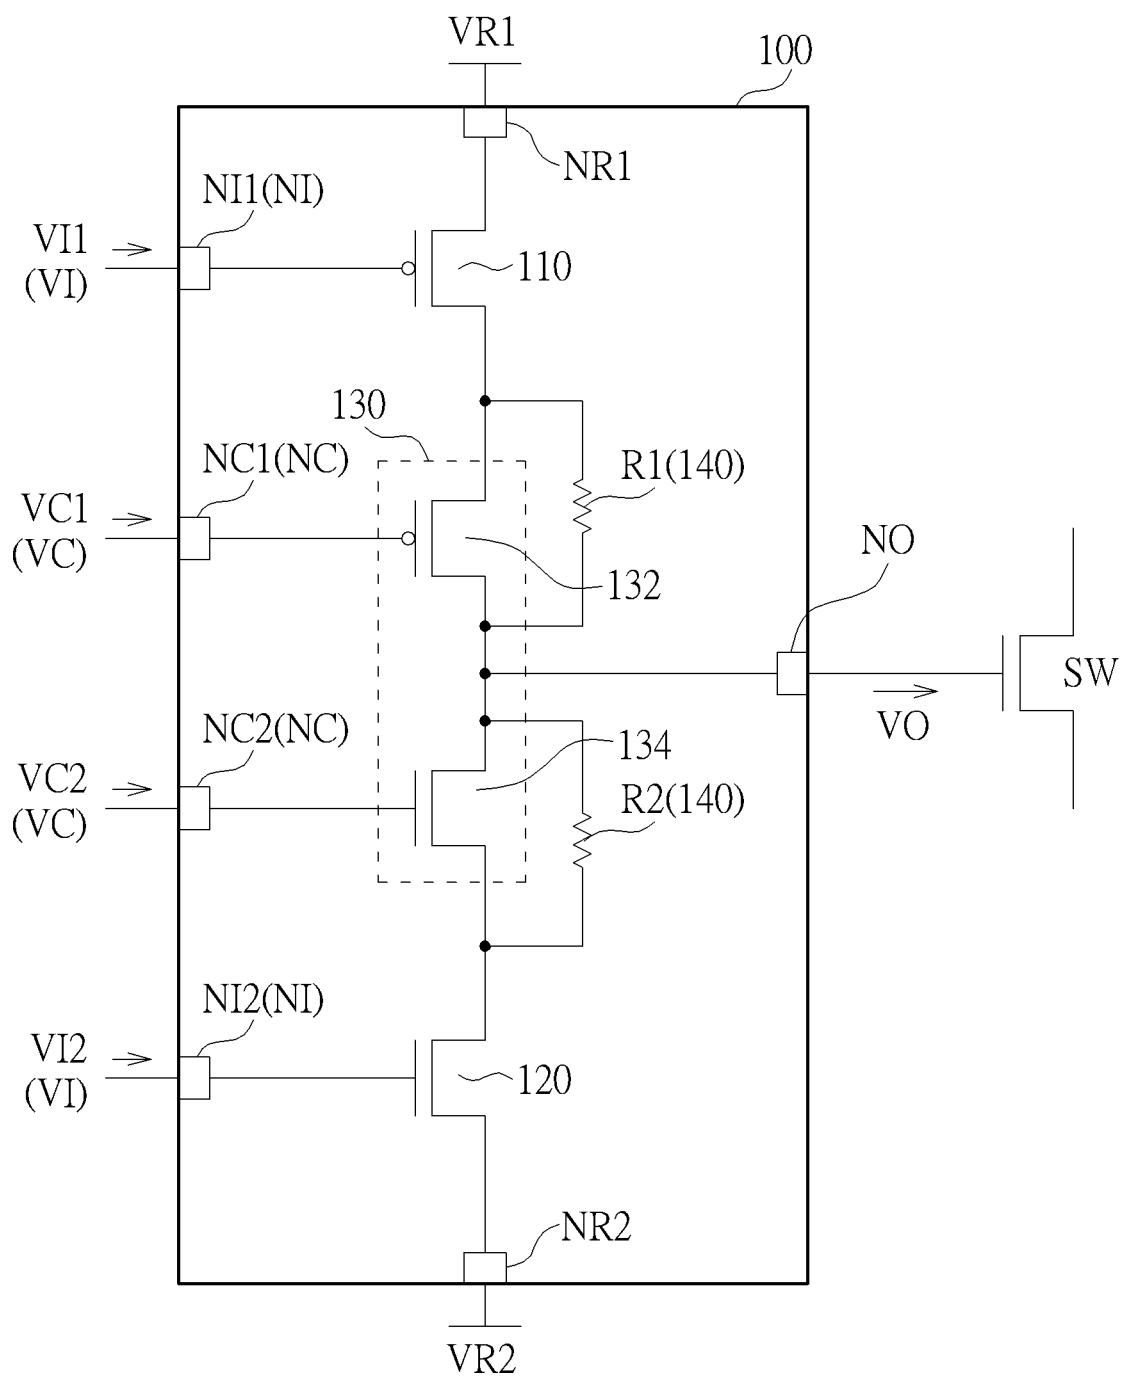 VR1
100
NR1
NI1(NI)
VI1
(VI)
110
130
NC1(NC)
R1(140)
VC1
(VC)
132
NO
SW
VO
NC2(NC)
134
VC2
(VC)
R2(140)
NI2(NI)
VI2
(VI)
120
NR2
VR2